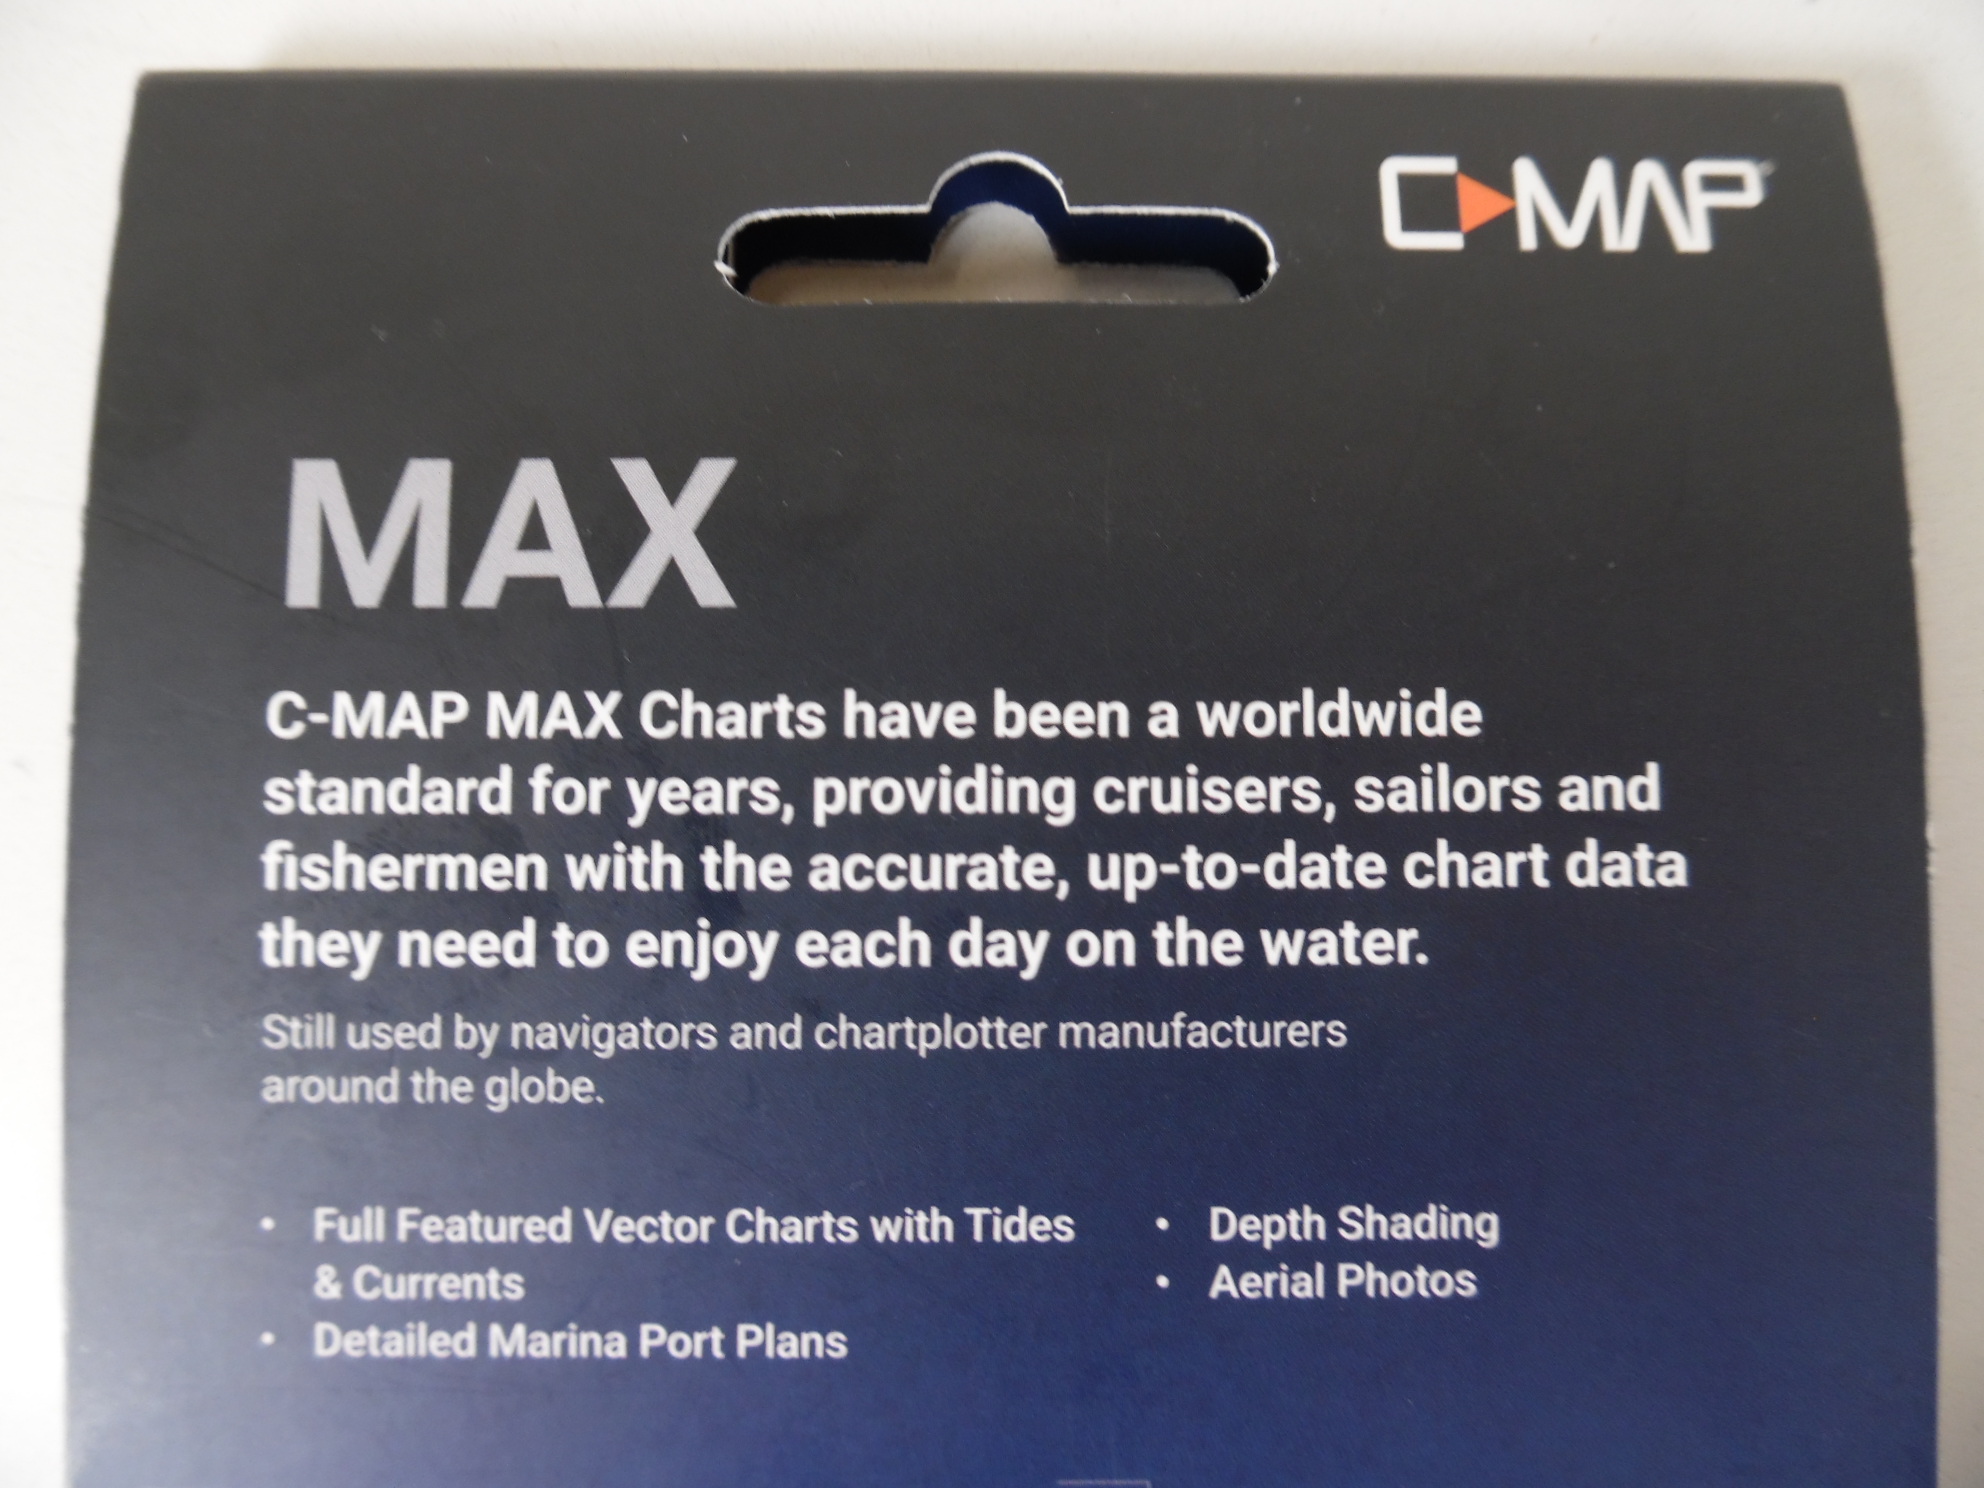 C-MAP
MAX
C-MAP MAX Charts have been a worldwide
standard for years, providing cruisers, sailors and
fishermen with the accurate, up-to-date chart data
they need to enjoy each day on the water.
Still used by navigators and chartplotter manufacturers
around the globe.
• Full Featured Vector Charts with Tides
& Currents
• Detailed Marina Port Plans
• Depth Shading
• Aerial Photos